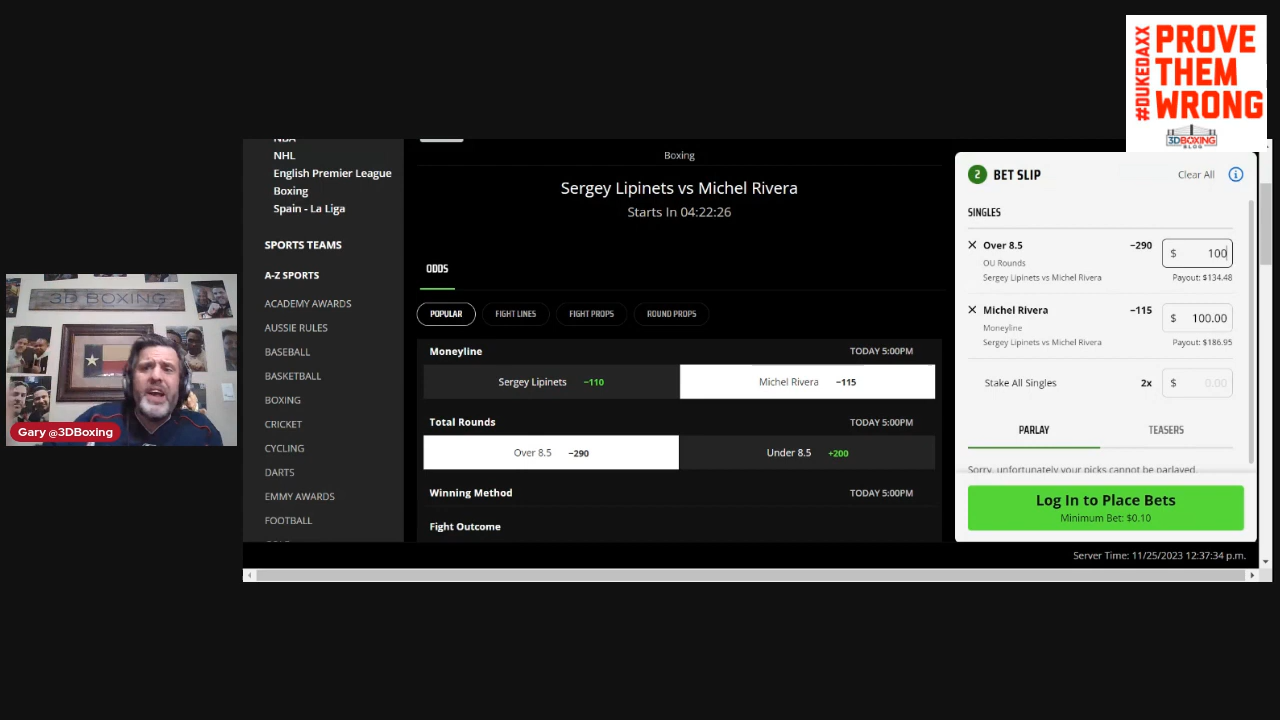 #DUKEDAXX
PROVE
THEM
WRONG
3DBOXING
BLOG
NBA
NHL
English Premier League
Boxing
Spain - La Liga
SPORTS TEAMS
A-Z SPORTS
ACADEMY AWARDS
AUSSIE RULES
BASEBALL
BASKETBALL
BOXING
CRICKET
CYCLING
DARTS
EMMY AWARDS
FOOTBALL
Boxing
Sergey Lipinets vs Michel Rivera
Starts In 04:22:26
ODDS
POPULAR FIGHT LINES FIGHT PROPS ROUND PROPS
Moneyline TODAY 5:00PM
Sergey Lipinets −110 Michel Rivera −115
Total Rounds TODAY 5:00PM
Over 8.5 −290 Under 8.5 +200
Winning Method TODAY 5:00PM
Fight Outcome
2 BET SLIP Clear All i
SINGLES
× Over 8.5 −290 $ 100
OU Rounds
Sergey Lipinets vs Michel Rivera Payout: $134.48
× Michel Rivera −115 $ 100.00
Moneyline
Sergey Lipinets vs Michel Rivera Payout: $186.95
Stake All Singles 2x $ 0.00
PARLAY TEASERS
Sorry, unfortunately your picks cannot be parlayed.
Log In to Place Bets
Minimum Bet: $0.10
Server Time: 11/25/2023 12:37:34 p.m.
3D BOXING
Gary @3DBoxing